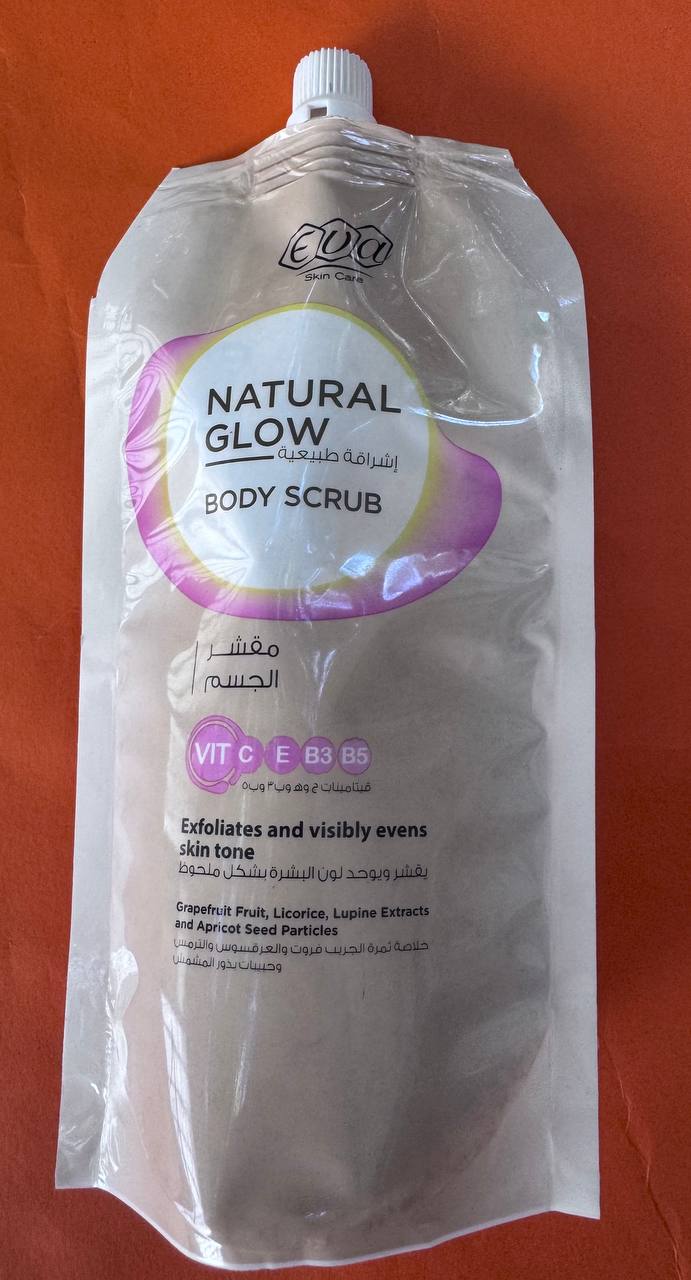 Eva
Skin Care
NATURAL
GLOW
إشراقة طبيعية
BODY SCRUB
مقشر
الجسم
VIT C E B3 B5
ڤيتامينات ج وهـ وب٣ وب٥
Exfoliates and visibly evens
skin tone
يقشر ويوحد لون البشرة بشكل ملحوظ
Grapefruit Fruit, Licorice, Lupine Extracts
and Apricot Seed Particles
خلاصة ثمرة الجريب فروت والعرقسوس والترمس
وحبيبات بذور المشمش